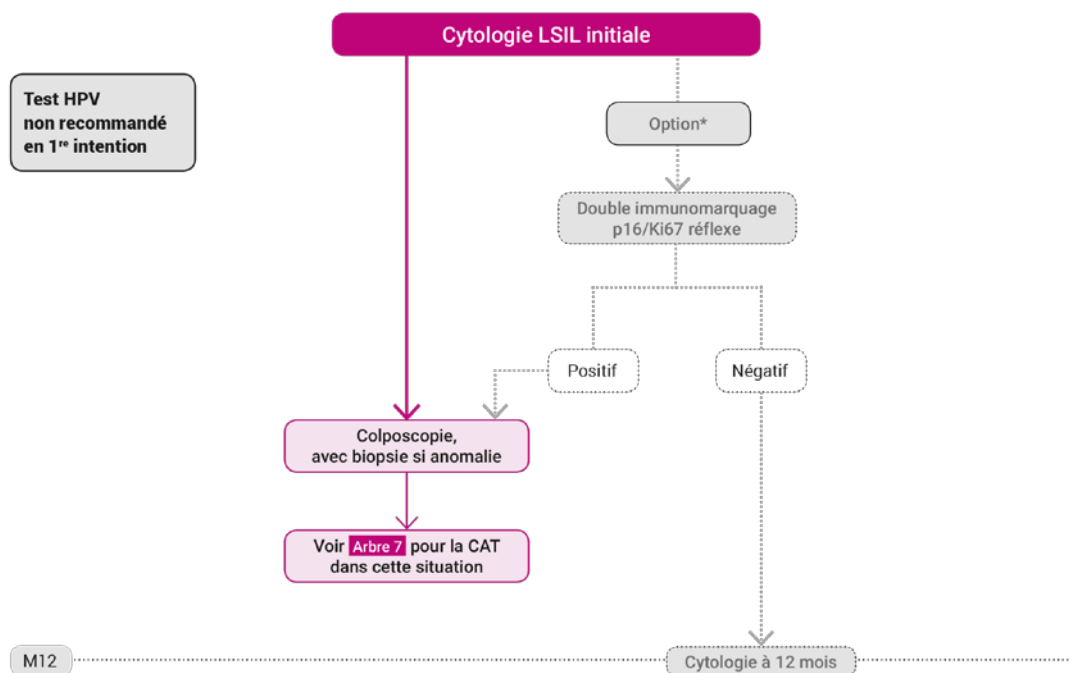 Cytologie LSIL initiale
Test HPV
non recommandé
en 1re intention
Option*
Double immunomarquage
p16/Ki67 réflexe
Positif
Négatif
Colposcopie,
avec biopsie si anomalie
Voir Arbre 7 pour la CAT
dans cette situation
M12
Cytologie à 12 mois